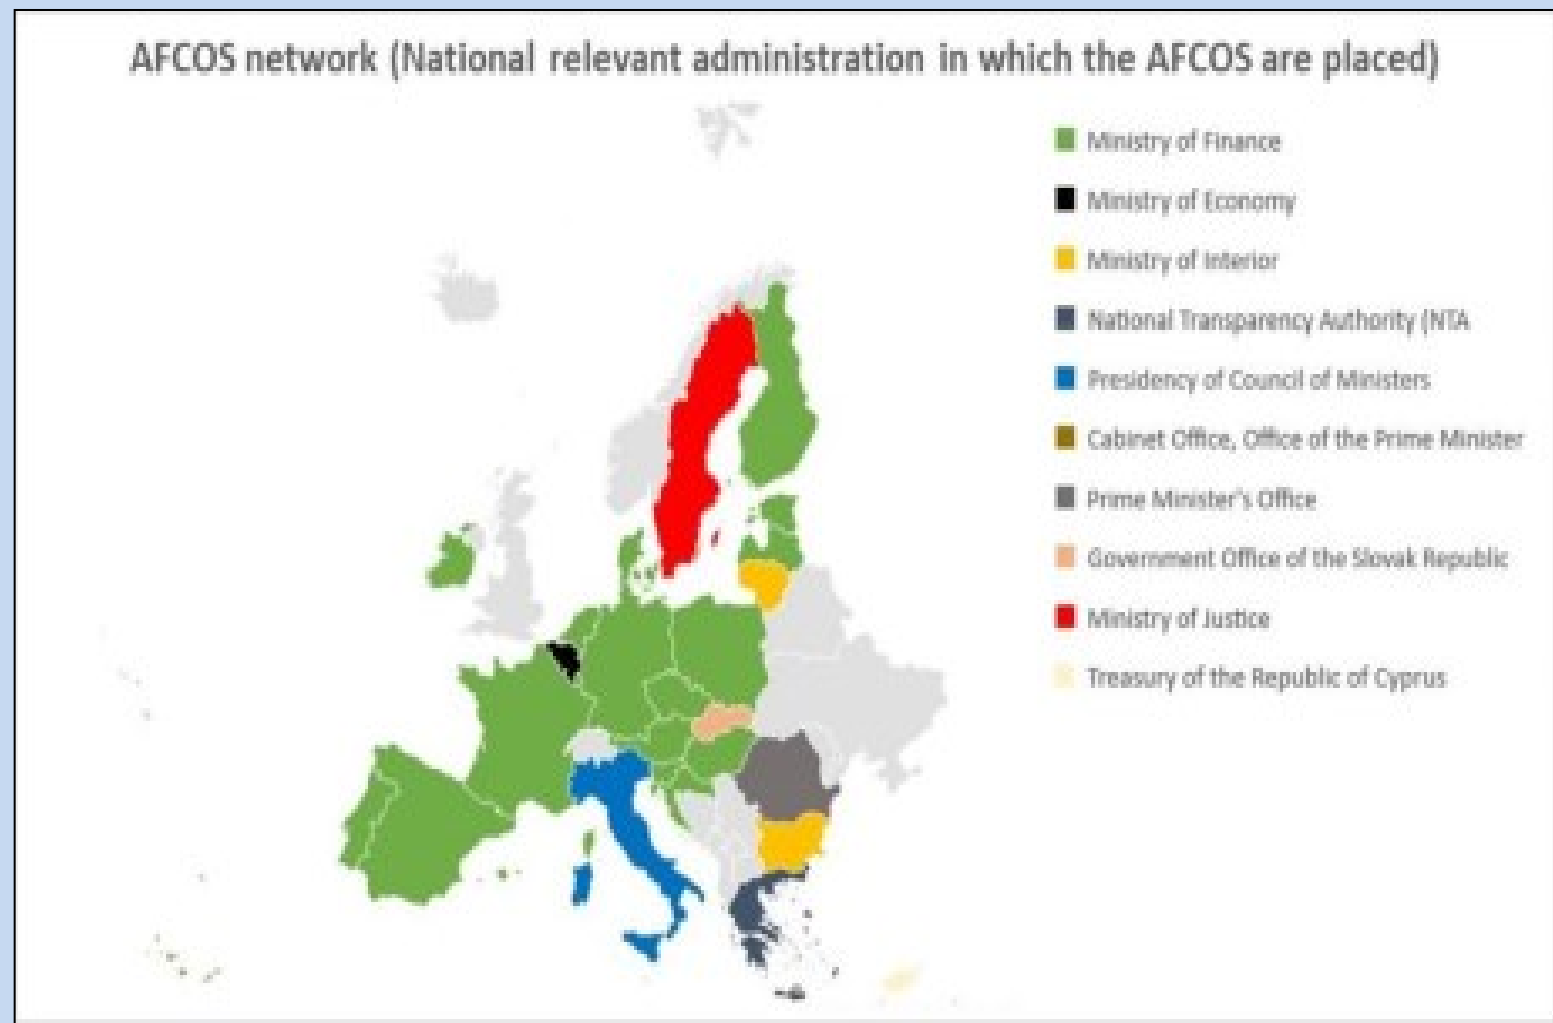 AFCOS network (National relevant administration in which the AFCOS are placed)
Ministry of Finance
Ministry of Economy
Ministry of Interior
National Transparency Authority (NTA
Presidency of Council of Ministers
Cabinet Office, Office of the Prime Minister
Prime Minister's Office
Government Office of the Slovak Republic
Ministry of Justice
Treasury of the Republic of Cyprus